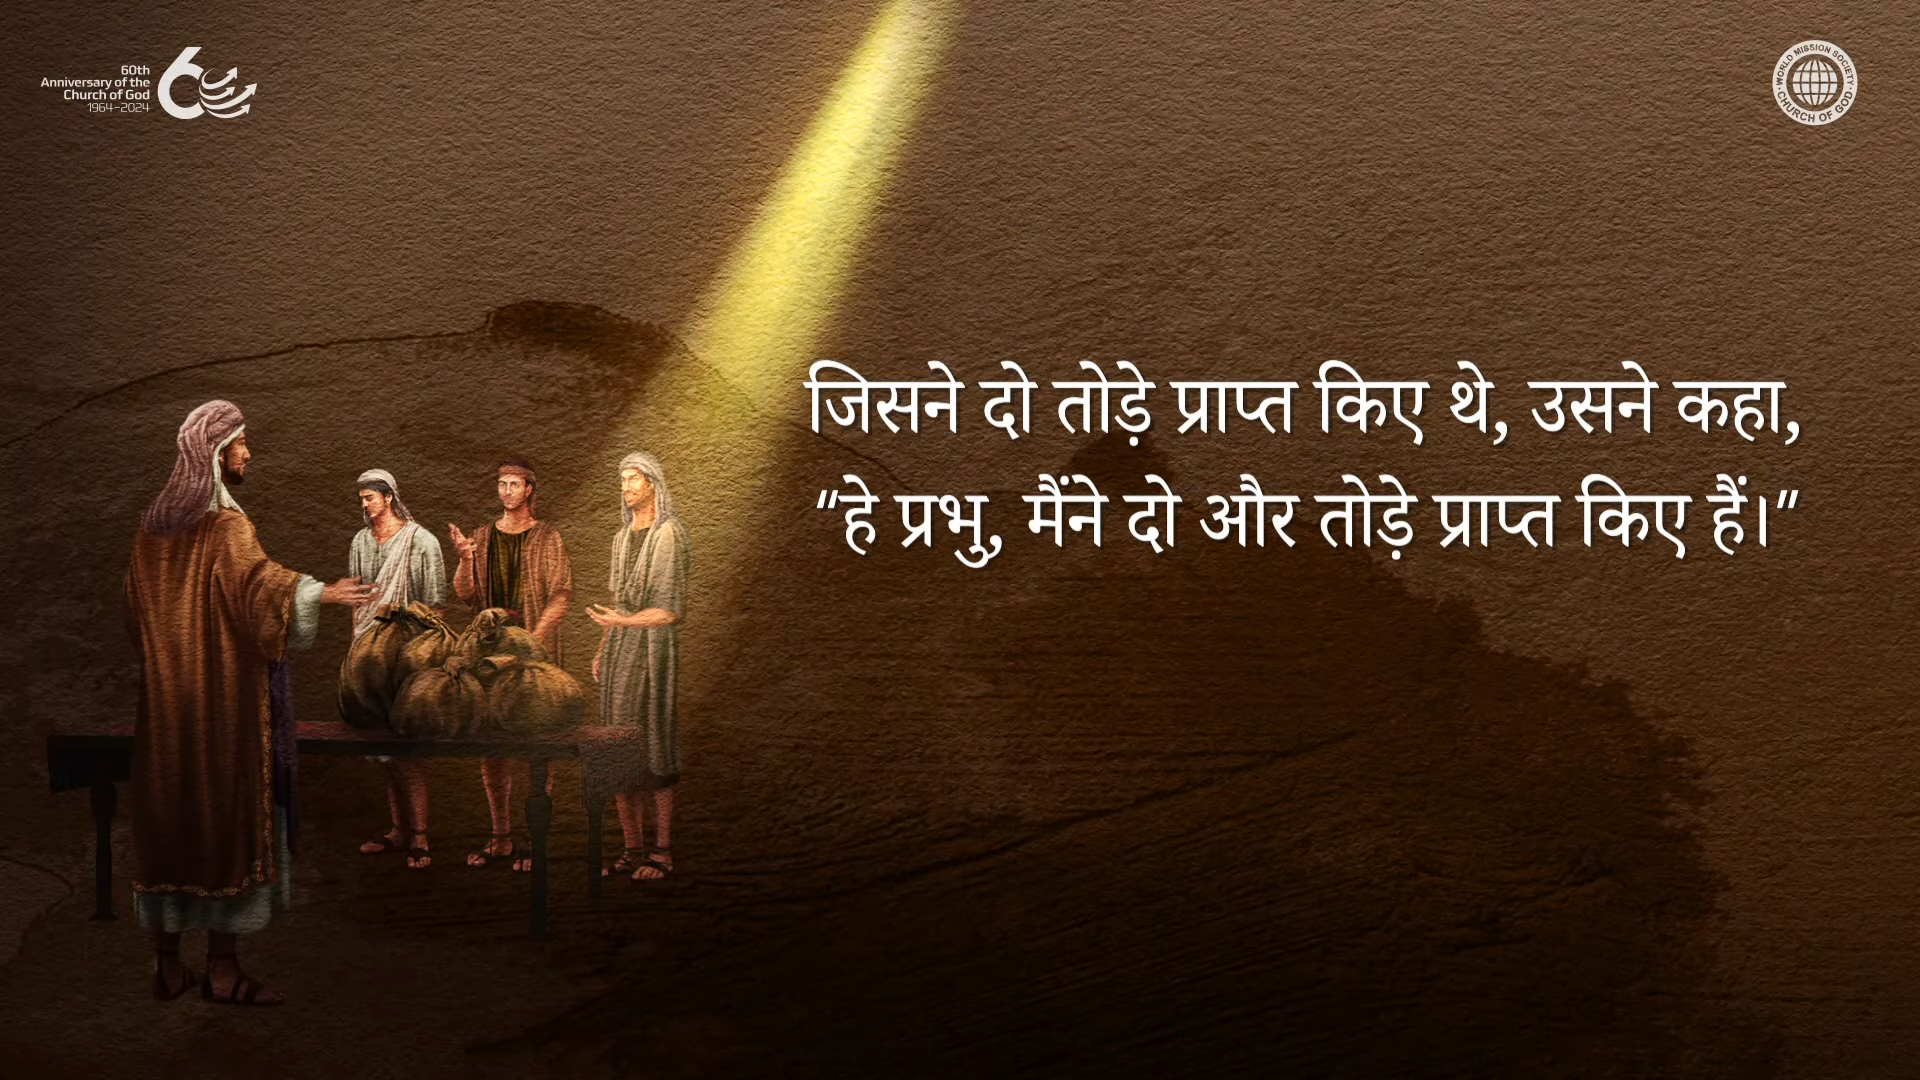 60th
Anniversary of the
Church of God
1964–2024
60
WORLD MISSION SOCIETY
CHURCH OF GOD
जिसने दो तोड़े प्राप्त किए थे, उसने कहा,
“हे प्रभु, मैंने दो और तोड़े प्राप्त किए हैं।”